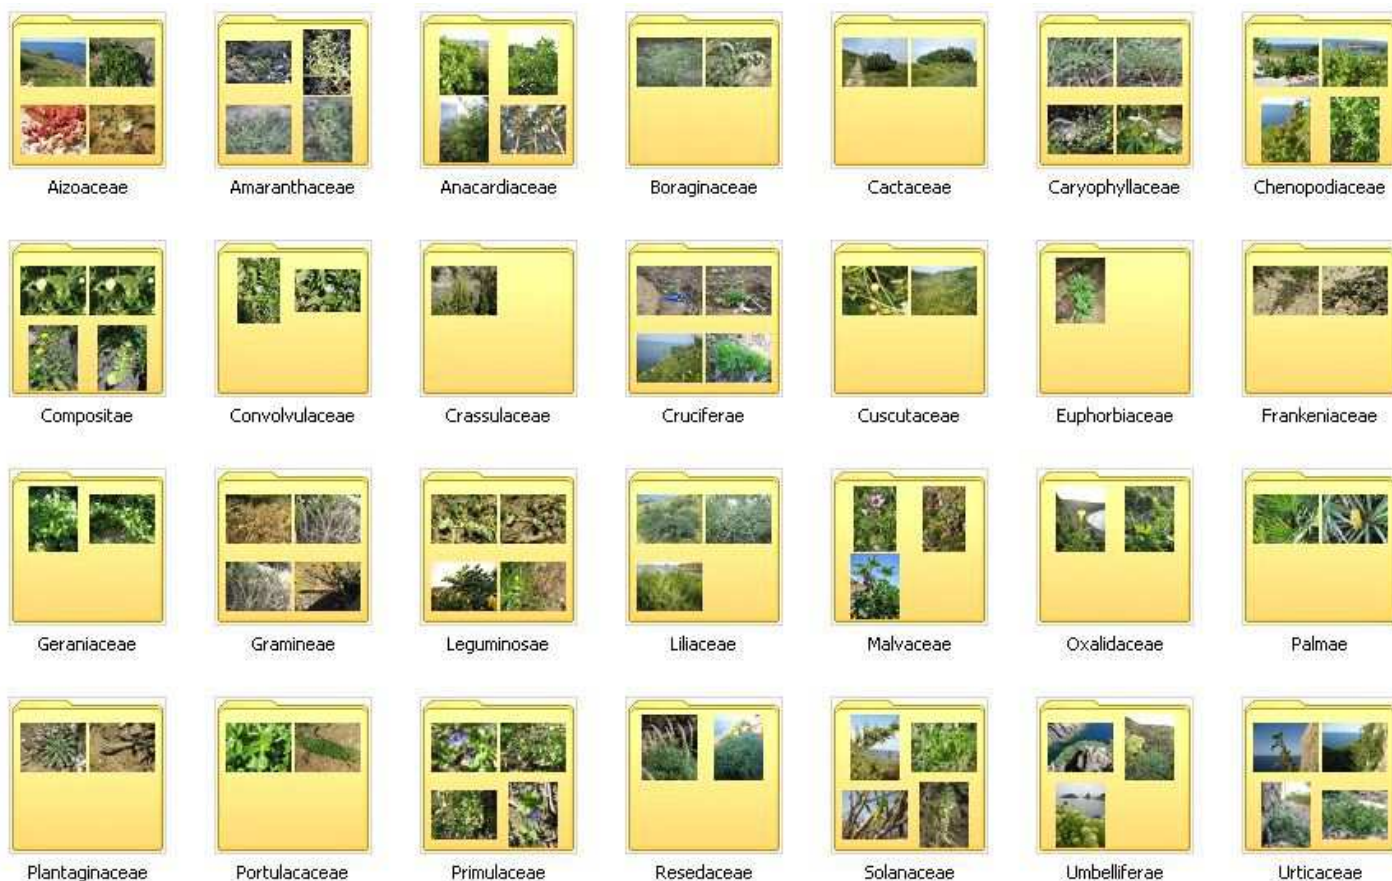 Aizoaceae Amaranthaceae Anacardiaceae Boraginaceae Cactaceae Caryophyllaceae Chenopodiaceae
Compositae Convolvulaceae Crassulaceae Cruciferae Cuscutaceae Euphorbiaceae Frankeniaceae
Geraniaceae Gramineae Leguminosae Liliaceae Malvaceae Oxalidaceae Palmae
Plantaginaceae Portulacaceae Primulaceae Resedaceae Solanaceae Umbelliferae Urticaceae